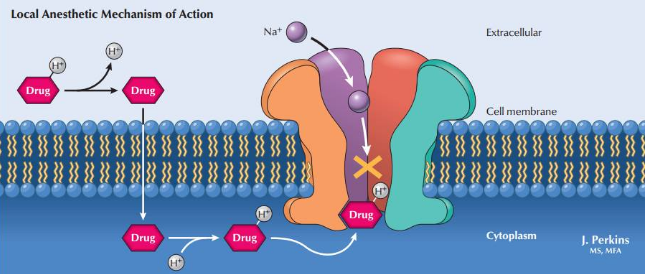 Local Anesthetic Mechanism of Action
Na+
Extracellular
H+
H+
Drug
Drug
Cell membrane
H+
Drug
H+
Drug
Drug
H+
Cytoplasm
J. Perkins
MS, MFA